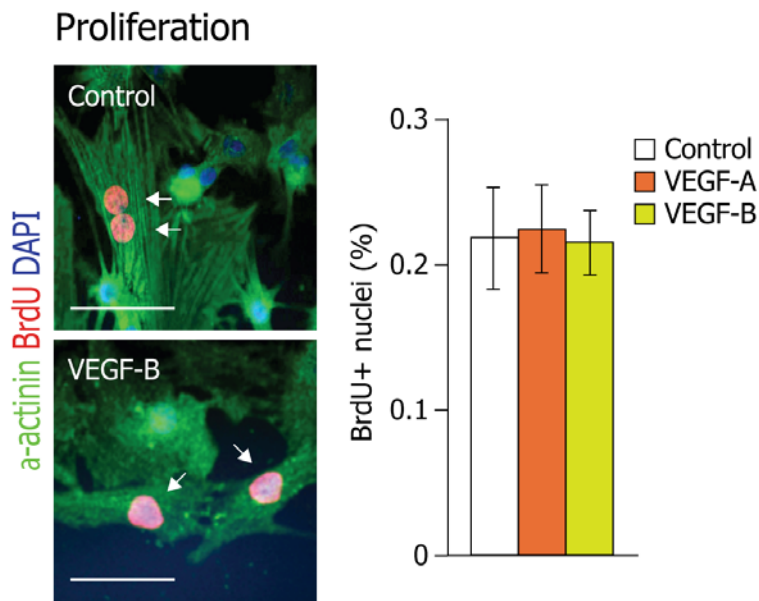 Proliferation
Control
VEGF-B
a-actinin BrdU DAPI
BrdU+ nuclei (%)
0.3
0.2
0.1
0
Control
VEGF-A
VEGF-B